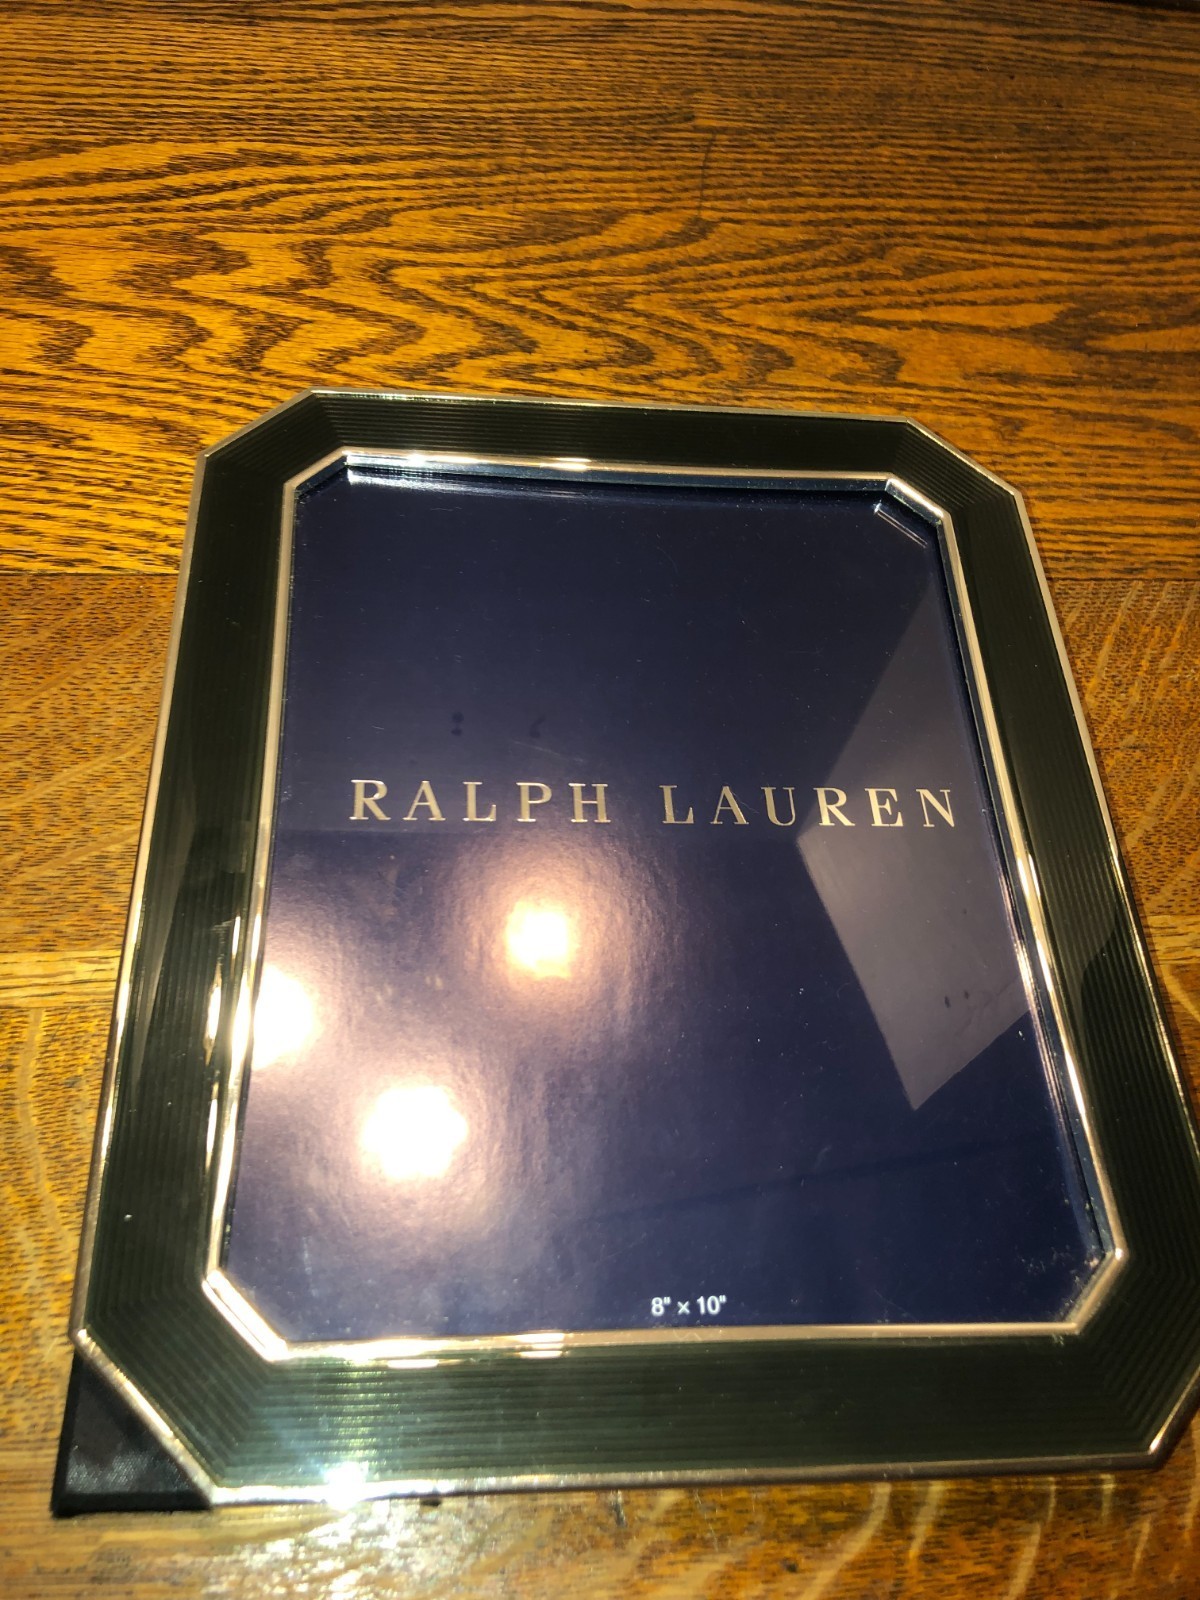 RALPH LAUREN
8" x 10"